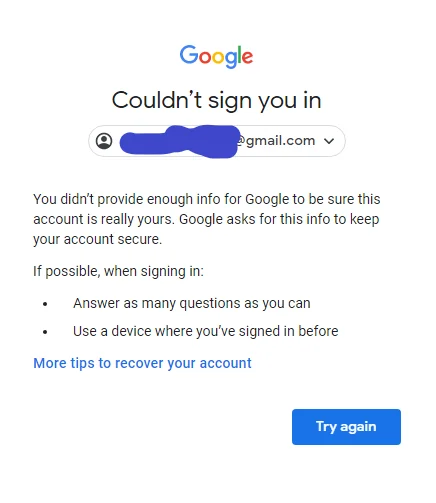 Google
Couldn’t sign you in
@gmail.com
You didn’t provide enough info for Google to be sure this
account is really yours. Google asks for this info to keep
your account secure.
If possible, when signing in:
• Answer as many questions as you can
• Use a device where you’ve signed in before
More tips to recover your account
Try again